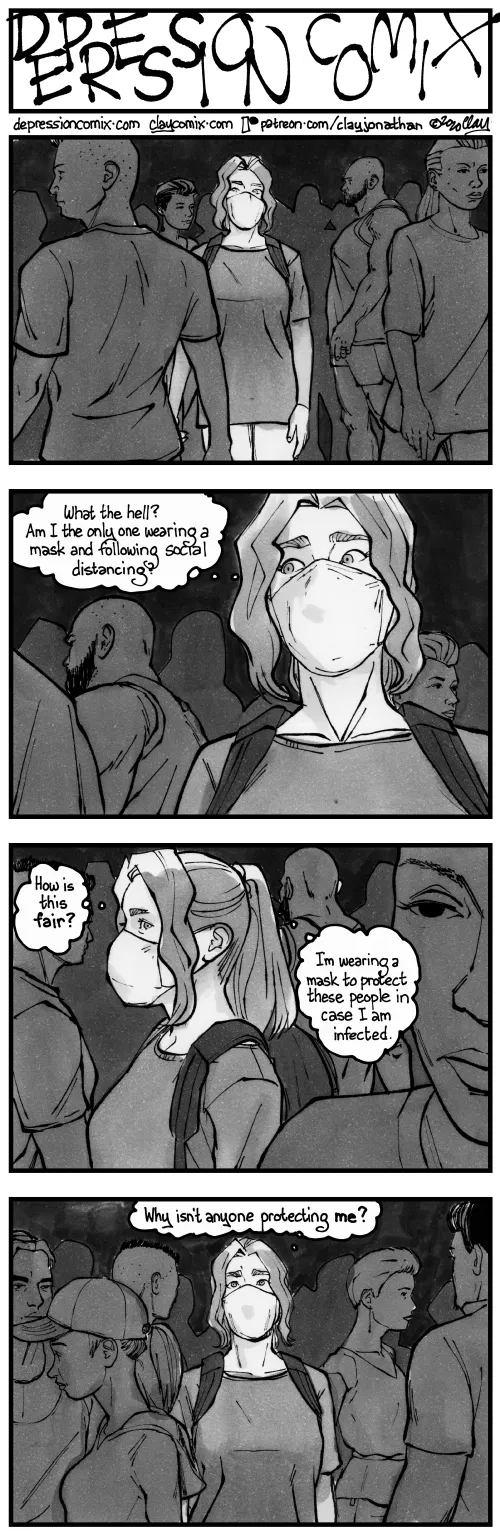 DEPRESSION COMIX
depressioncomix.com claycomix.com patreon.com/clayjonathan ©2020 Clay
What the hell?
Am I the only one wearing a
mask and following social
distancing?
How is
this
fair?
I'm wearing a
mask to protect
these people in
case I am
infected.
Why isn't anyone protecting me?